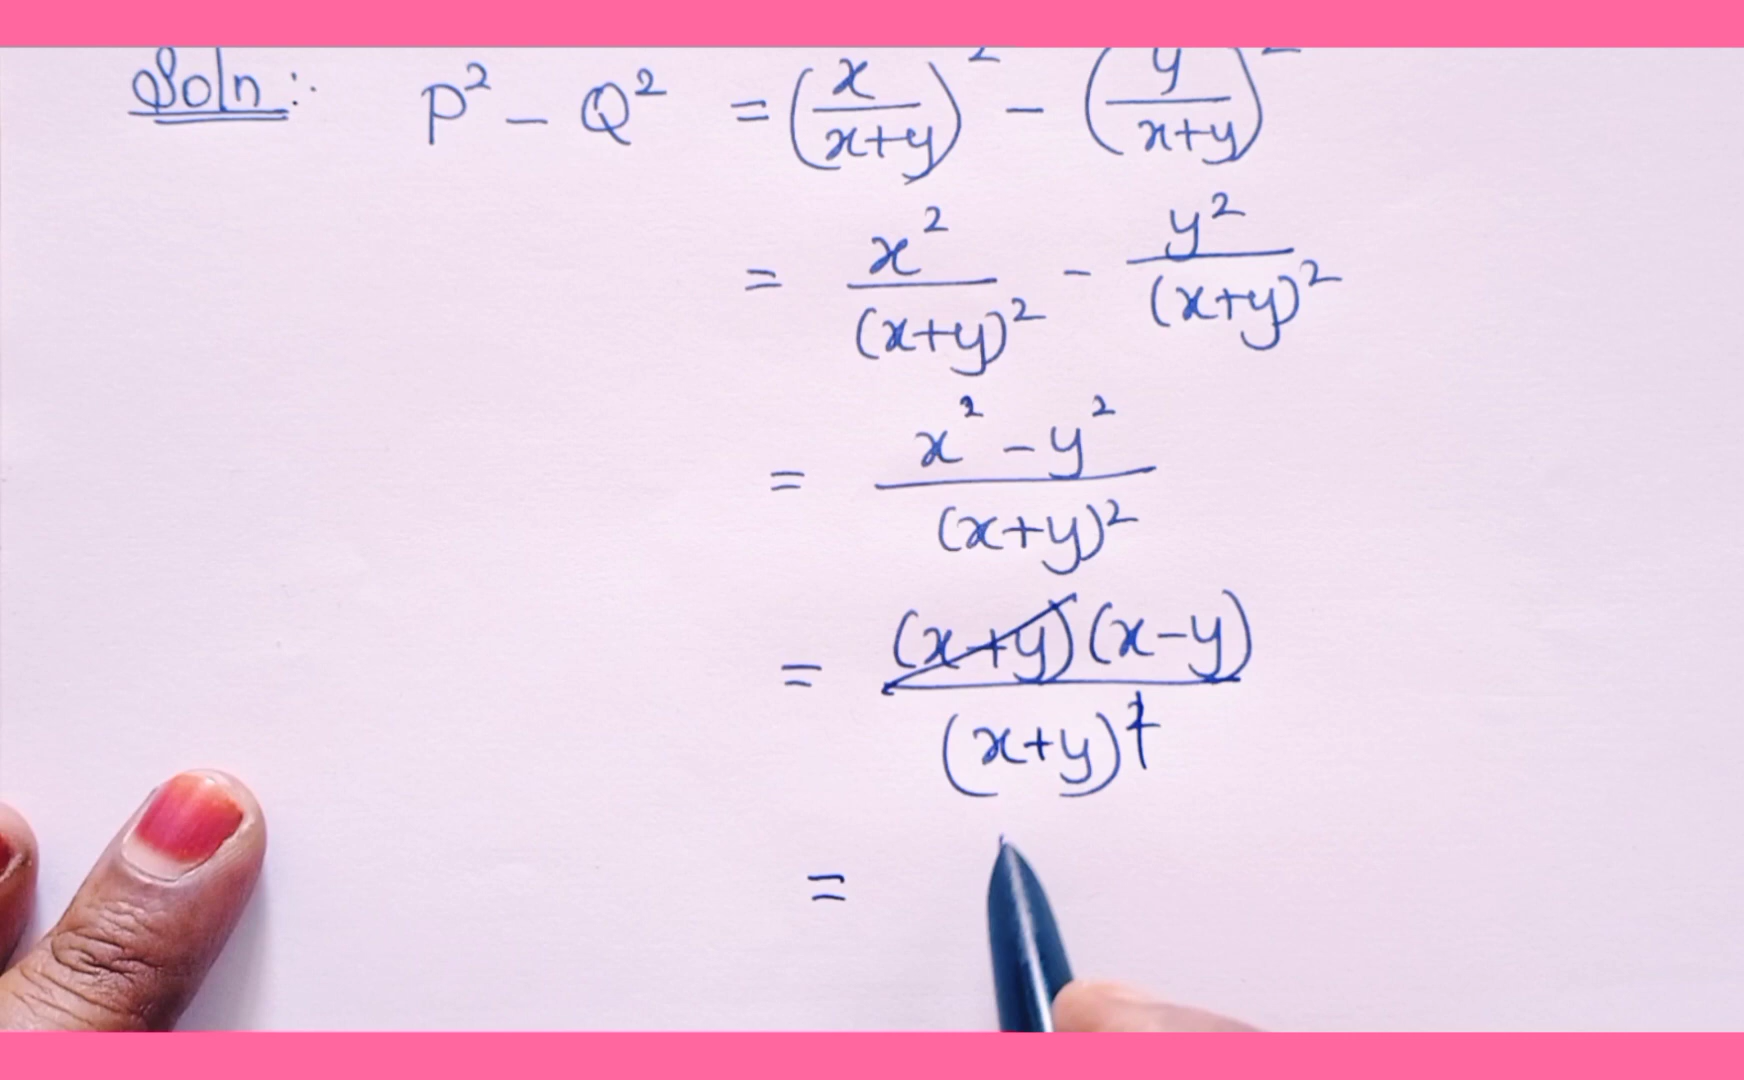 Soln: P² - Q² = (x/(x+y))² - (y/(x+y))²
= x²/(x+y)² - y²/(x+y)²
= (x² - y²)/(x+y)²
= (x+y)(x-y)/(x+y)²
=